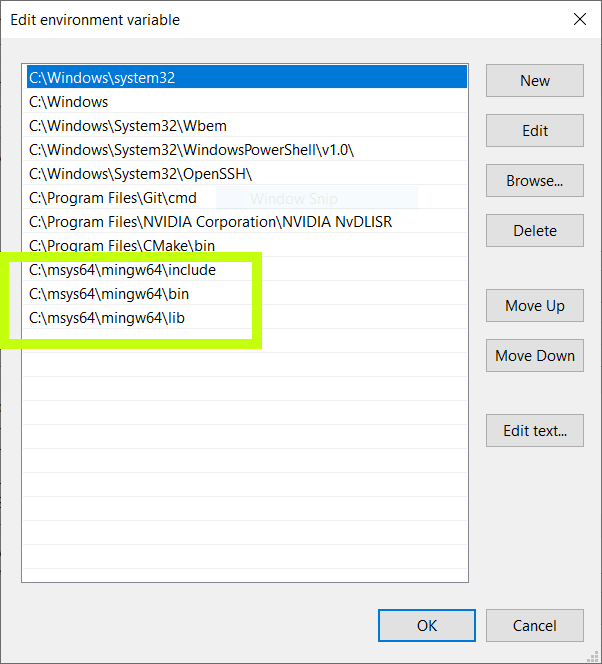 Edit environment variable
C:\Windows\system32
C:\Windows
C:\Windows\System32\Wbem
C:\Windows\System32\WindowsPowerShell\v1.0\
C:\Windows\System32\OpenSSH\
C:\Program Files\Git\cmd
Window Snip
C:\Program Files\NVIDIA Corporation\NVIDIA NvDLISR
C:\Program Files\CMake\bin
C:\msys64\mingw64\include
C:\msys64\mingw64\bin
C:\msys64\mingw64\lib
New
Edit
Browse...
Delete
Move Up
Move Down
Edit text...
OK
Cancel